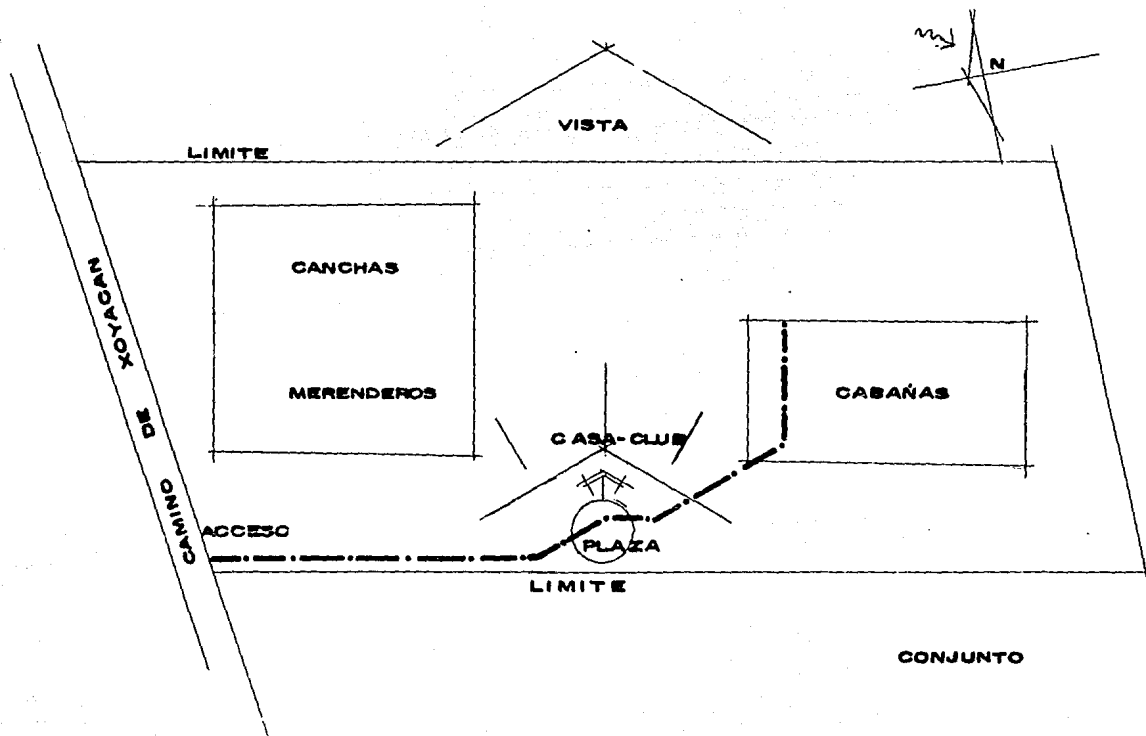 N
VISTA
LIMITE
CANCHAS
MERENDEROS
CABAÑAS
CASA-CLUB
CAMINO DE XOYACAN
ACCESO
PLAZA
LIMITE
CONJUNTO